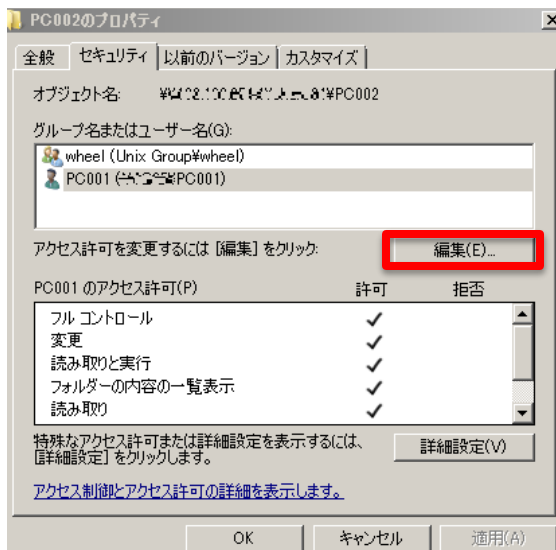 PC002のプロパティ
全般 セキュリティ 以前のバージョン カスタマイズ
オブジェクト名: ¥PC002
グループ名またはユーザー名(G):
wheel (Unix Group¥wheel)
PC001 (¥PC001)
アクセス許可を変更するには [編集] をクリック:
編集(E)...
PC001 のアクセス許可(P) 許可 拒否
フル コントロール
変更
読み取りと実行
フォルダーの内容の一覧表示
読み取り
特殊なアクセス許可または詳細設定を表示するには、
[詳細設定] をクリックします。
詳細設定(V)
アクセス制御とアクセス許可の詳細を表示します。
OK キャンセル 適用(A)